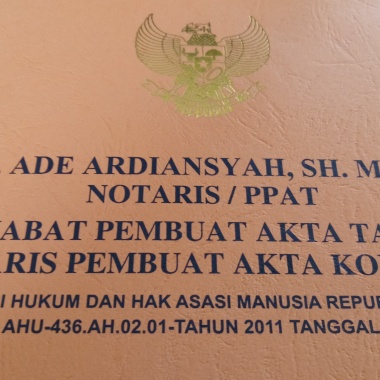 . ADE ARDIANSYAH, SH. M
NOTARIS / PPAT
ABAT PEMBUAT AKTA TA
ARIS PEMBUAT AKTA KO
I HUKUM DAN HAK ASASI MANUSIA REPU
AHU-436.AH.02.01-TAHUN 2011 TANGGAL